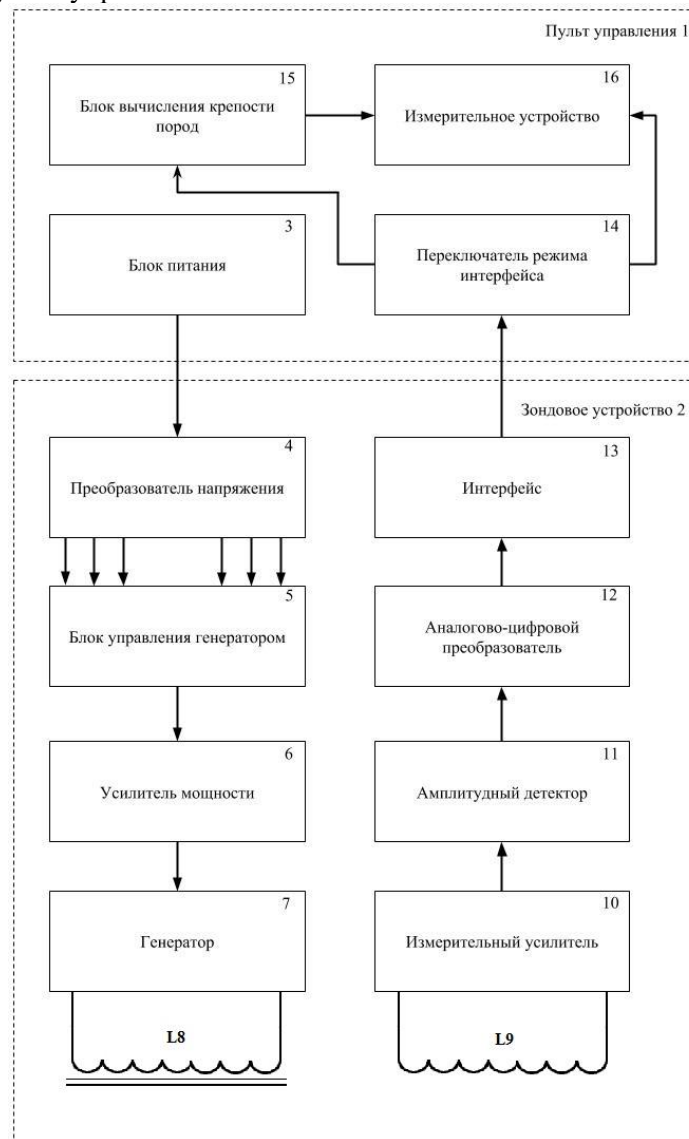 Пульт управления 1
15
Блок вычисления крепости
пород
16
Измерительное устройство
3
Блок питания
14
Переключатель режима
интерфейса
Зондовое устройство 2
4
Преобразователь напряжения
13
Интерфейс
5
Блок управления генератором
12
Аналогово-цифровой
преобразователь
6
Усилитель мощности
11
Амплитудный детектор
7
Генератор
10
Измерительный усилитель
L8
L9